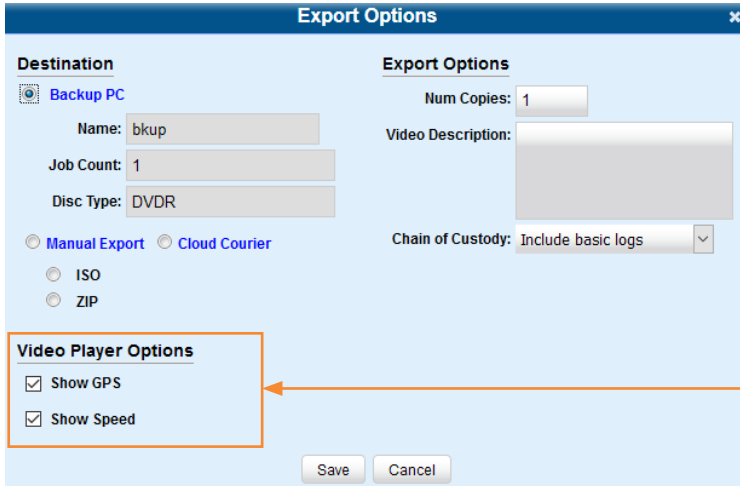 Export Options
Destination
Backup PC
Name: bkup
Job Count: 1
Disc Type: DVDR
Manual Export Cloud Courier
ISO
ZIP
Export Options
Num Copies: 1
Video Description:
Chain of Custody: Include basic logs
Video Player Options
Show GPS
Show Speed
Save Cancel